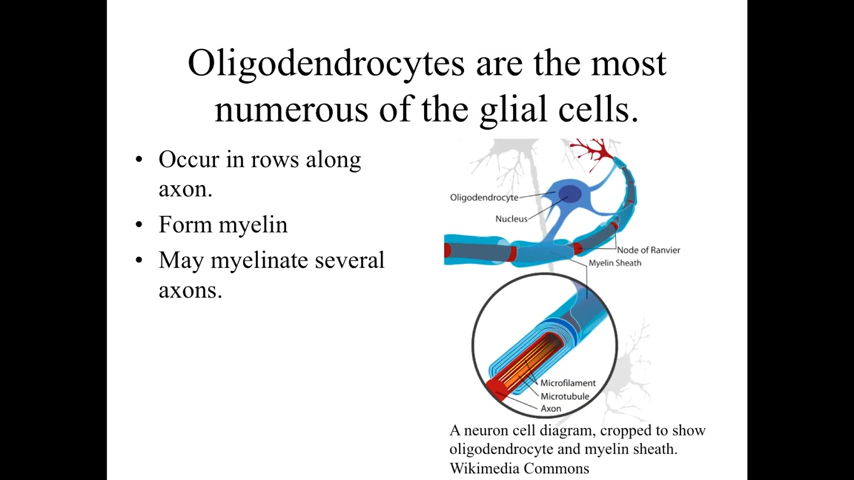 Oligodendrocytes are the most
numerous of the glial cells.
• Occur in rows along
axon.
• Form myelin
• May myelinate several
axons.
Oligodendrocyte
Nucleus
Node of Ranvier
Myelin Sheath
Microfilament
Microtubule
Axon
A neuron cell diagram, cropped to show
oligodendrocyte and myelin sheath.
Wikimedia Commons